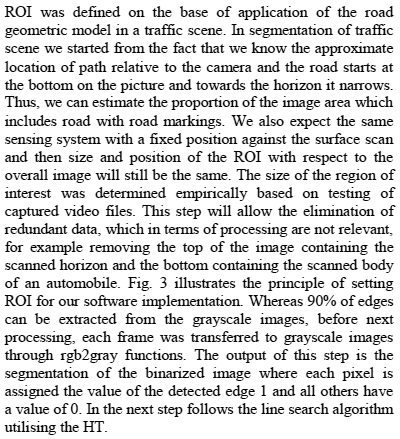 ROI was defined on the base of application of the road
geometric model in a traffic scene. In segmentation of traffic
scene we started from the fact that we know the approximate
location of path relative to the camera and the road starts at
the bottom on the picture and towards the horizon it narrows.
Thus, we can estimate the proportion of the image area which
includes road with road markings. We also expect the same
sensing system with a fixed position against the surface scan
and then size and position of the ROI with respect to the
overall image will still be the same. The size of the region of
interest was determined empirically based on testing of
captured video files. This step will allow the elimination of
redundant data, which in terms of processing are not relevant,
for example removing the top of the image containing the
scanned horizon and the bottom containing the scanned body
of an automobile. Fig. 3 illustrates the principle of setting
ROI for our software implementation. Whereas 90% of edges
can be extracted from the grayscale images, before next
processing, each frame was transferred to grayscale images
through rgb2gray functions. The output of this step is the
segmentation of the binarized image where each pixel is
assigned the value of the detected edge 1 and all others have
a value of 0. In the next step follows the line search algorithm
utilising the HT.